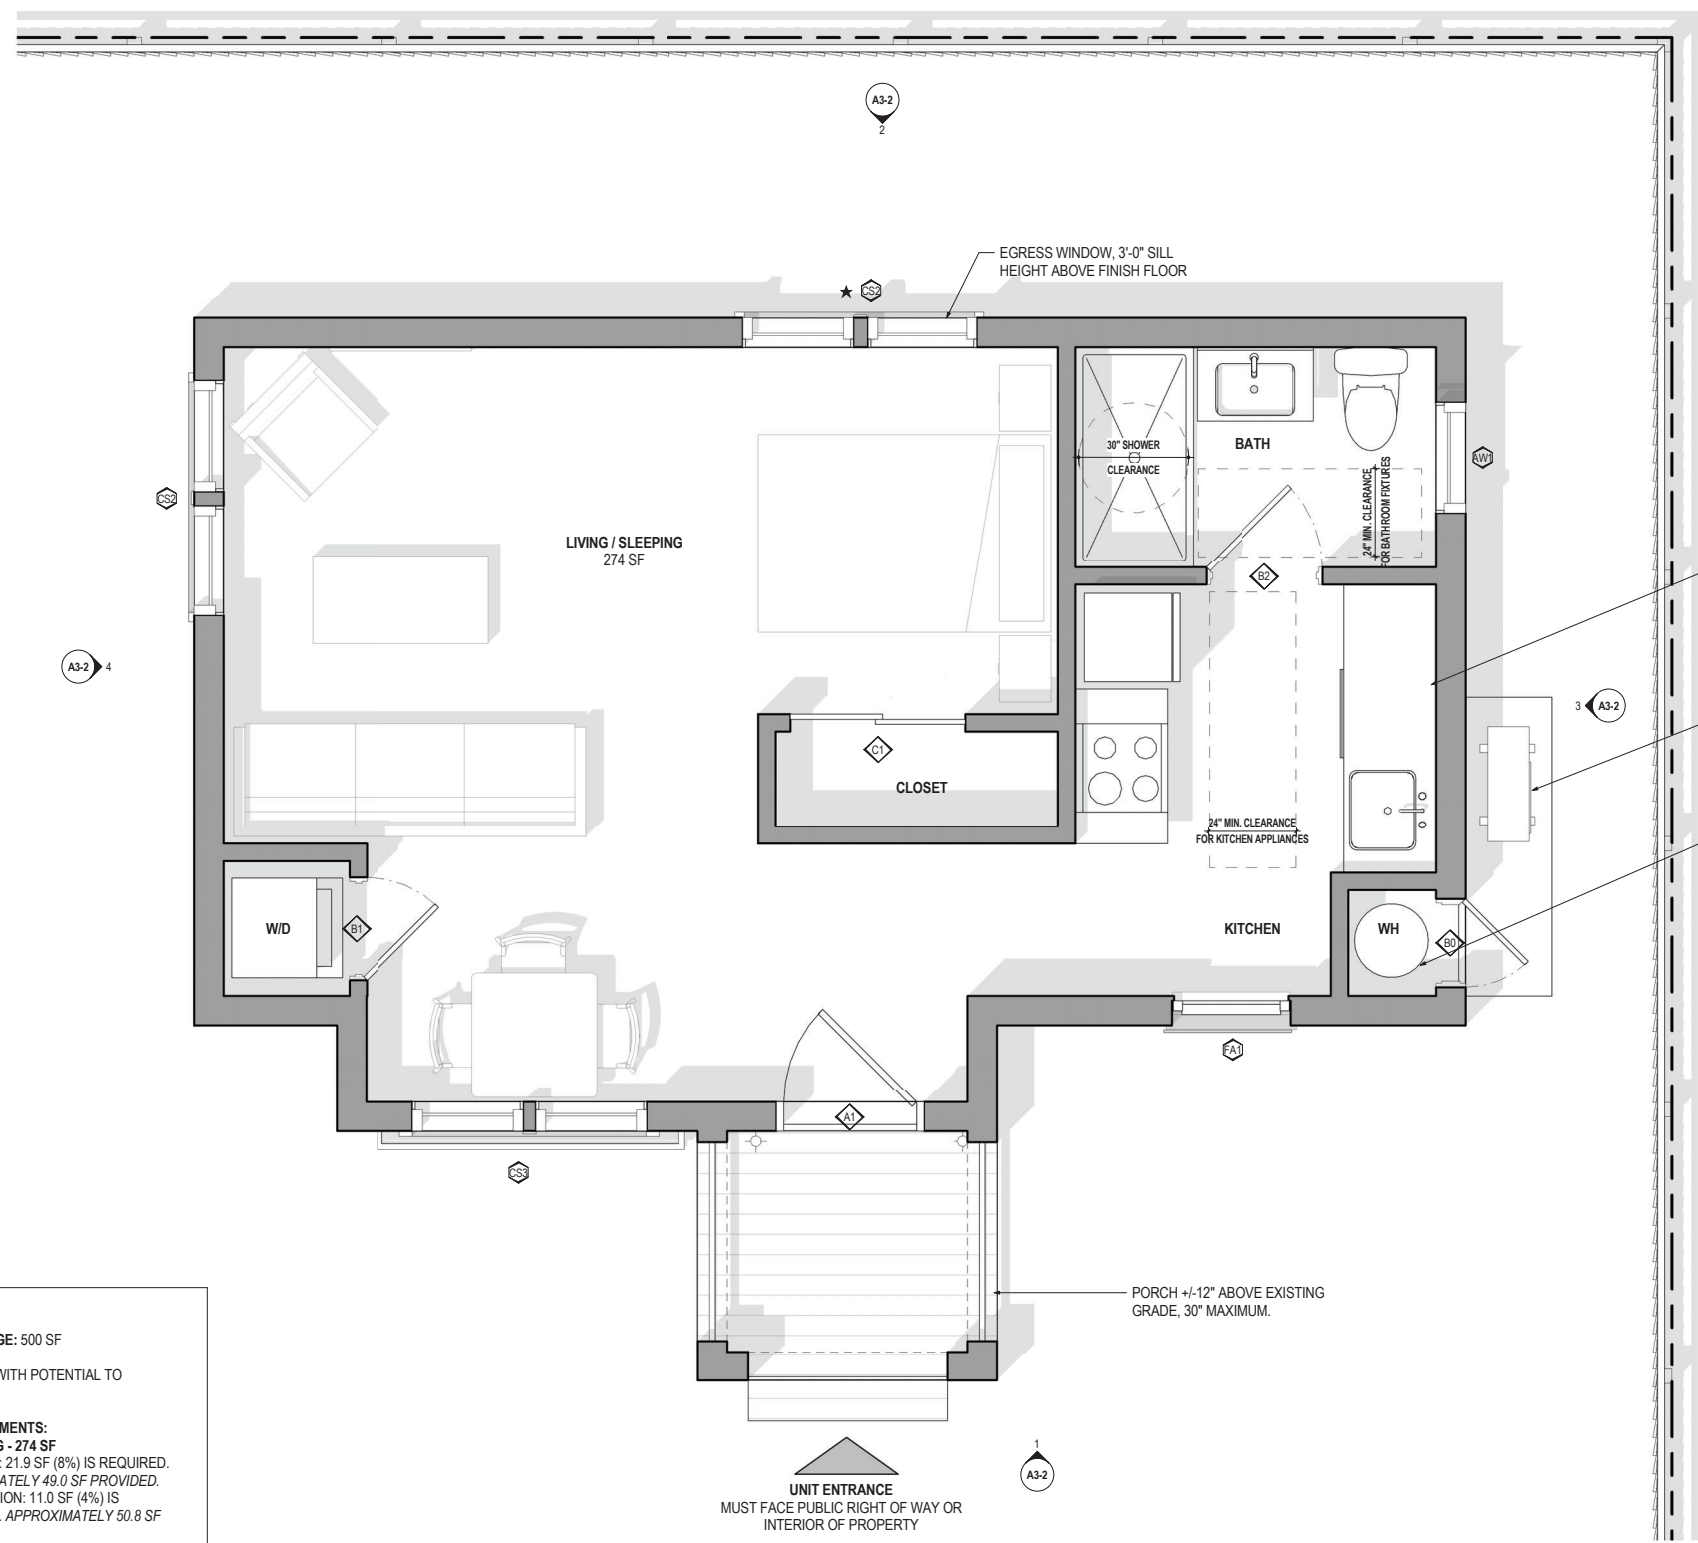 A3-2
2
EGRESS WINDOW, 3'-0" SILL
HEIGHT ABOVE FINISH FLOOR
★ CS2
CS2
LIVING / SLEEPING
274 SF
30" SHOWER
CLEARANCE
BATH
24" MIN. CLEARANCE
FOR BATHROOM FIXTURES
AW1
B2
A3-2 4
3 A3-2
C1
CLOSET
24" MIN. CLEARANCE
FOR KITCHEN APPLIANCES
W/D
B1
KITCHEN
WH
B0
FA1
A1
CS3
PORCH +/-12" ABOVE EXISTING
GRADE, 30" MAXIMUM.
GE: 500 SF
WITH POTENTIAL TO
MENTS:
G - 274 SF
: 21.9 SF (8%) IS REQUIRED.
ATELY 49.0 SF PROVIDED.
ION: 11.0 SF (4%) IS
. APPROXIMATELY 50.8 SF
UNIT ENTRANCE
MUST FACE PUBLIC RIGHT OF WAY OR
INTERIOR OF PROPERTY
1
A3-2